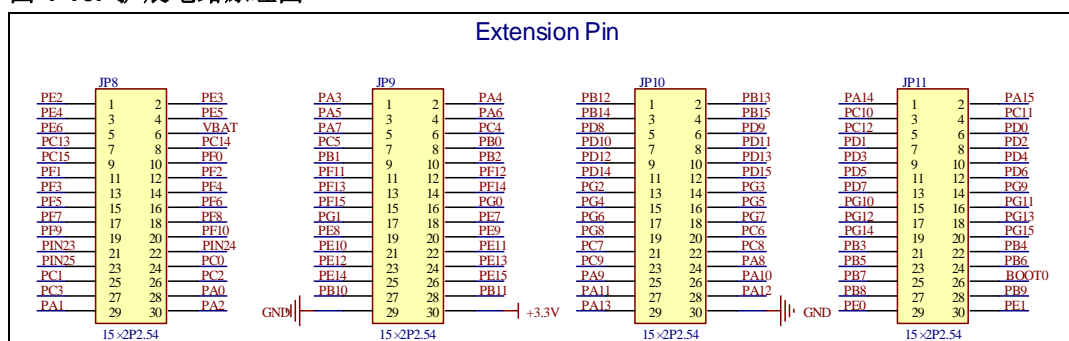 Extension Pin
JP8
PE2 1 2 PE3
PE4 3 4 PE5
PE6 5 6 VBAT
PC13 7 8 PC14
PC15 9 10 PF0
PF1 11 12 PF2
PF3 13 14 PF4
PF5 15 16 PF6
PF7 17 18 PF8
PF9 19 20 PF10
PIN23 21 22 PIN24
PIN25 23 24 PC0
PC1 25 26 PC2
PC3 27 28 PA0
PA1 29 30 PA2
15×2P2.54
JP9
PA3 1 2 PA4
PA5 3 4 PA6
PA7 5 6 PC4
PC5 7 8 PB0
PB1 9 10 PB2
PF11 11 12 PF12
PF13 13 14 PF14
PF15 15 16 PG0
PG1 17 18 PE7
PE8 19 20 PE9
PE10 21 22 PE11
PE12 23 24 PE13
PE14 25 26 PE15
PB10 27 28 PB11
GND 29 30 +3.3V
15×2P2.54
JP10
PB12 1 2 PB13
PB14 3 4 PB15
PD8 5 6 PD9
PD10 7 8 PD11
PD12 9 10 PD13
PD14 11 12 PD15
PG2 13 14 PG3
PG4 15 16 PG5
PG6 17 18 PG7
PG8 19 20 PC6
PC7 21 22 PC8
PC9 23 24 PA8
PA9 25 26 PA10
PA11 27 28 PA12
PA13 29 30 GND
15×2P2.54
JP11
PA14 1 2 PA15
PC10 3 4 PC11
PC12 5 6 PD0
PD1 7 8 PD2
PD3 9 10 PD4
PD5 11 12 PD6
PD7 13 14 PG9
PG10 15 16 PG11
PG12 17 18 PG13
PG14 19 20 PG15
PB3 21 22 PB4
PB5 23 24 PB6
PB7 25 26 BOOT0
PB8 27 28 PB9
PE0 29 30 PE1
15×2P2.54